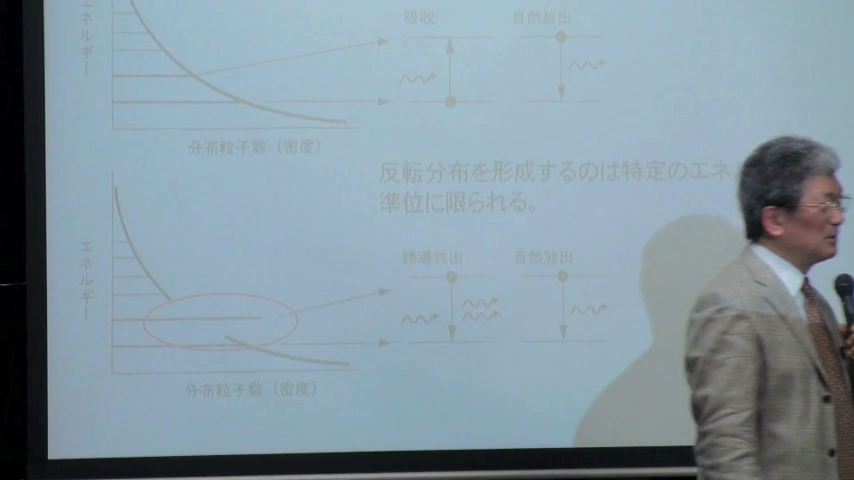 エネルギー
吸収
自然放出
分布粒子数（密度）
反転分布を形成するのは特定のエネ
準位に限られる。
エネルギー
誘導放出
自然放出
分布粒子数（密度）